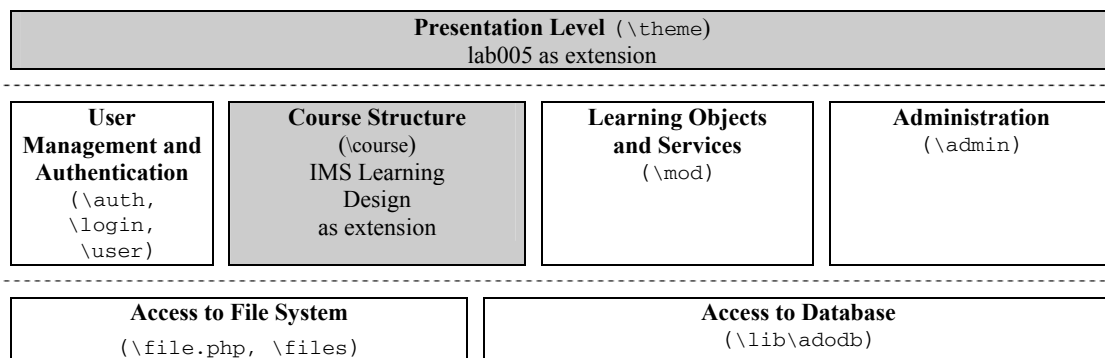 Presentation Level (\theme)
lab005 as extension
User
Management and
Authentication
(\auth,
\login,
\user)
Course Structure
(\course)
IMS Learning
Design
as extension
Learning Objects
and Services
(\mod)
Administration
(\admin)
Access to File System
(\file.php, \files)
Access to Database
(\lib\adodb)